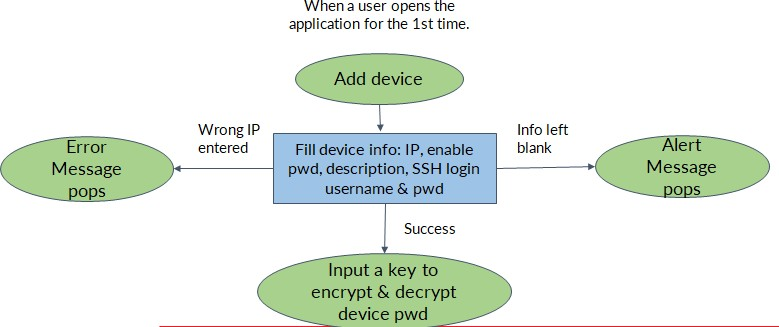 When a user opens the
application for the 1st time.
Add device
Wrong IP
entered
Info left
blank
Error
Message
pops
Fill device info: IP, enable
pwd, description, SSH login
username & pwd
Alert
Message
pops
Success
Input a key to
encrypt & decrypt
device pwd